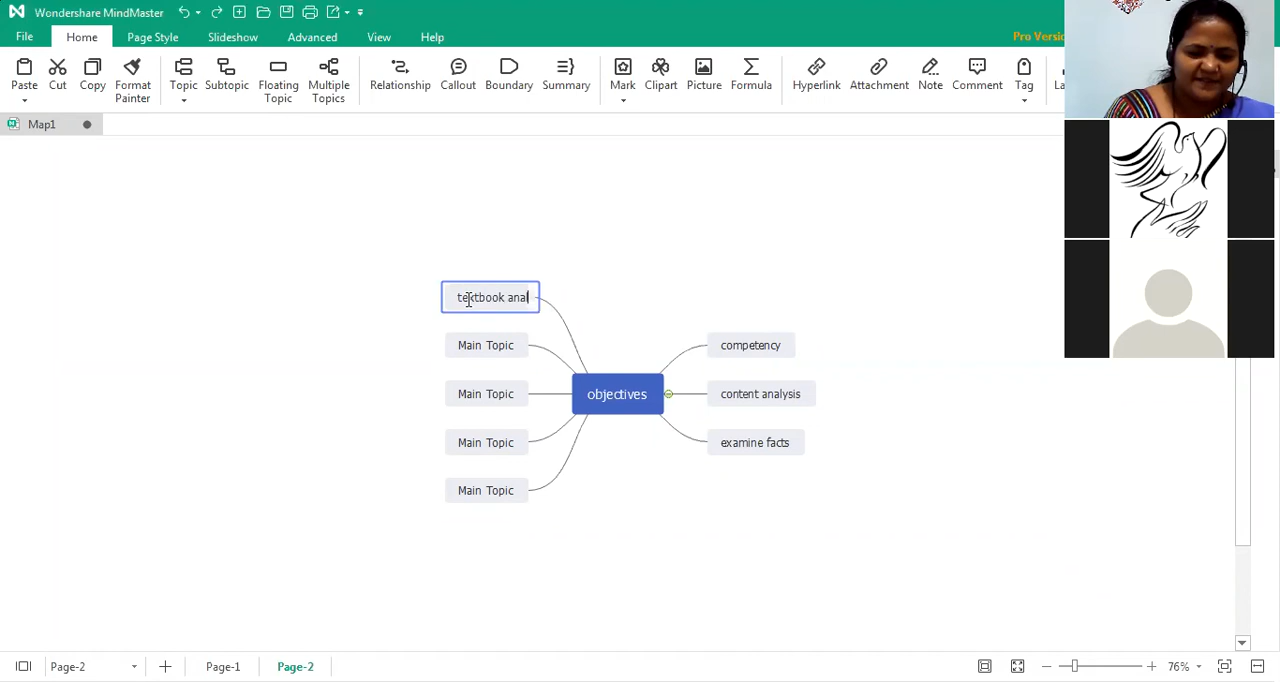 Wondershare MindMaster
File Home Page Style Slideshow Advanced View Help
Paste Cut Copy Format Painter Topic Subtopic Floating Topic Multiple Topics Relationship Callout Boundary Summary Mark Clipart Picture Formula Hyperlink Attachment Note Comment Tag
Map1
textbook anal
Main Topic competency
Main Topic objectives content analysis
Main Topic examine facts
Main Topic
Page-2 Page-1 Page-2 76%